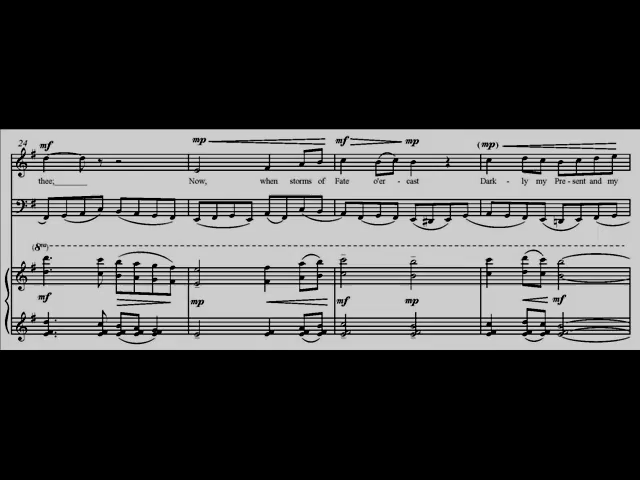 24 mf mp mf mp (mp)
thee;________ Now, when storms of Fate o'er - cast Dark - ly my Pre - sent and my
(8va)
mf mp mf mp mf